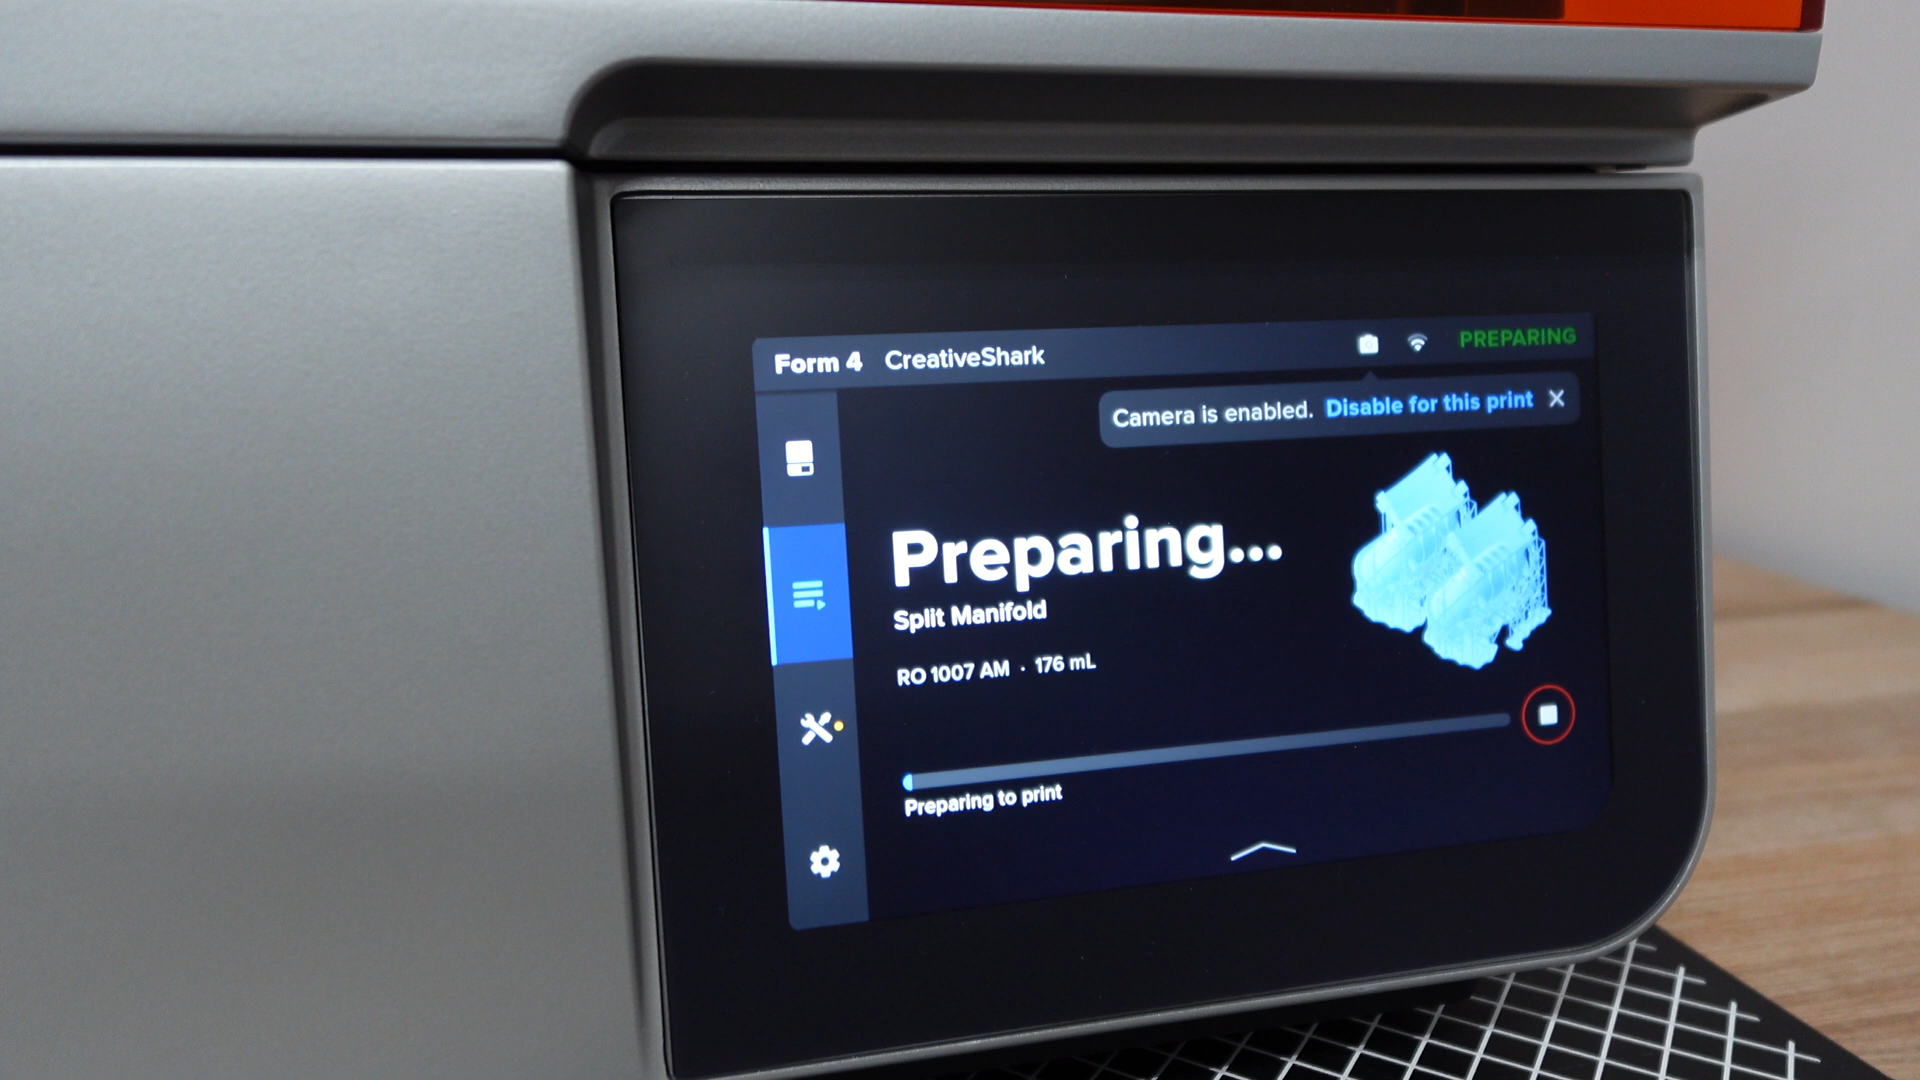 Form 4 CreativeShark PREPARING
Camera is enabled. Disable for this print
Preparing...
Split Manifold
RO 1007 AM · 176 mL
Preparing to print